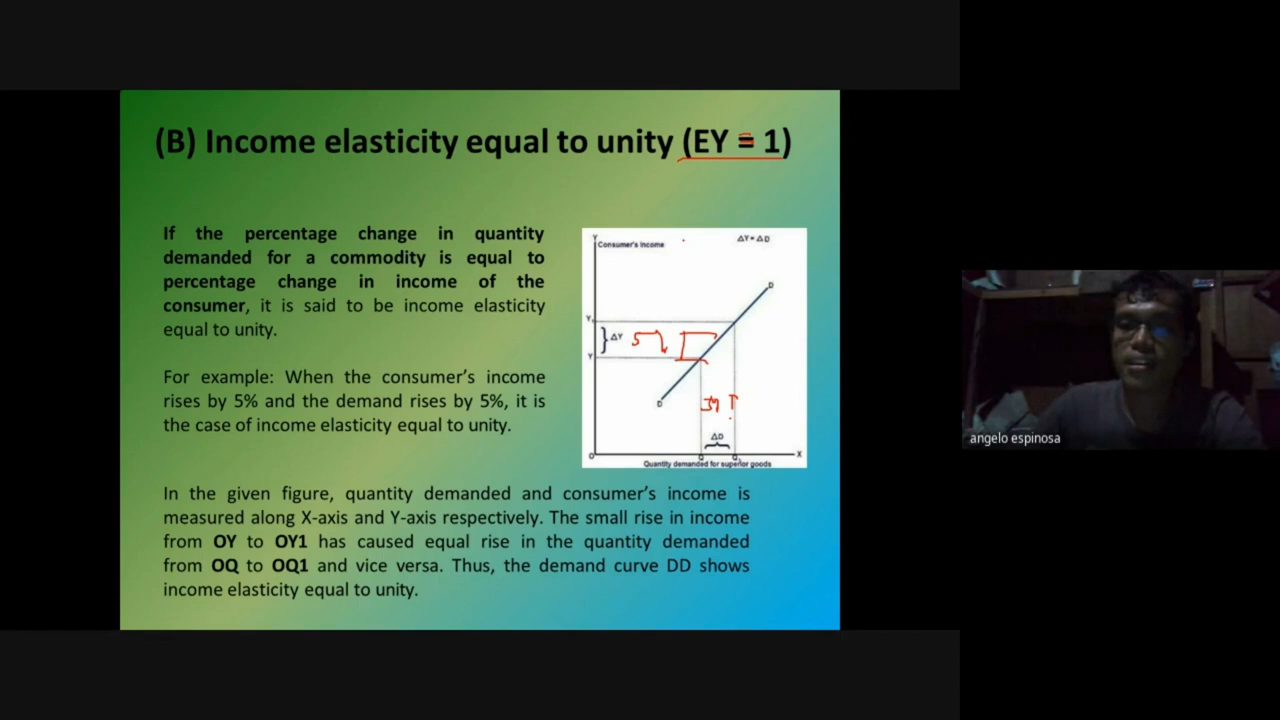 (B) Income elasticity equal to unity (EY = 1)
If the percentage change in quantity
demanded for a commodity is equal to
percentage change in income of the
consumer, it is said to be income elasticity
equal to unity.
For example: When the consumer's income
rises by 5% and the demand rises by 5%, it is
the case of income elasticity equal to unity.
Y
Consumer's Income
ΔY=ΔD
D
Y₁
ΔY
Y
D
ΔD
O
Q
Q₁
X
Quantity demanded for superior goods
In the given figure, quantity demanded and consumer's income is
measured along X-axis and Y-axis respectively. The small rise in income
from OY to OY1 has caused equal rise in the quantity demanded
from OQ to OQ1 and vice versa. Thus, the demand curve DD shows
income elasticity equal to unity.
angelo espinosa